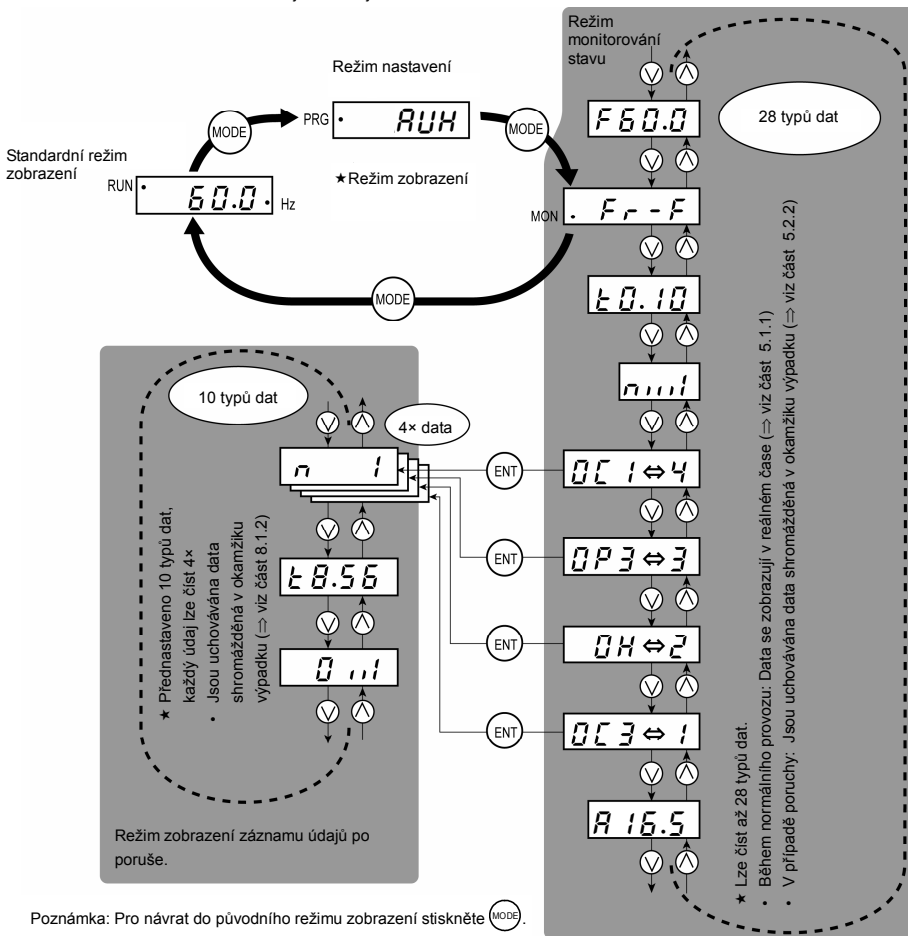 Režim
monitorování
stavu
Režim nastavení
PRG
AUH
MODE
MODE
F60.0
28 typů dat
Standardní režim
zobrazení
RUN
60.0
Hz
★Režim zobrazení
MON
Fr-F
MODE
t0.10
10 typů dat
4× data
n 1
ENT
OC1⇔4
ENT
OP3⇔3
t8.56
ENT
OH⇔2
ENT
OC3⇔1
A16.5
★ Přednastaveno 10 typů dat,
každý údaj lze číst 4×
• Jsou uchovávána data
shromážděná v okamžiku
výpadku (⇒ viz část 8.1.2)
★ Lze číst až 28 typů dat.
• Během normálního provozu: Data se zobrazují v reálném čase (⇒ viz část 5.1.1)
• V případě poruchy: Jsou uchovávána data shromážděná v okamžiku výpadku (⇒ viz část 5.2.2)
Režim zobrazení záznamu údajů po
poruše.
Poznámka: Pro návrat do původního režimu zobrazení stiskněte MODE.